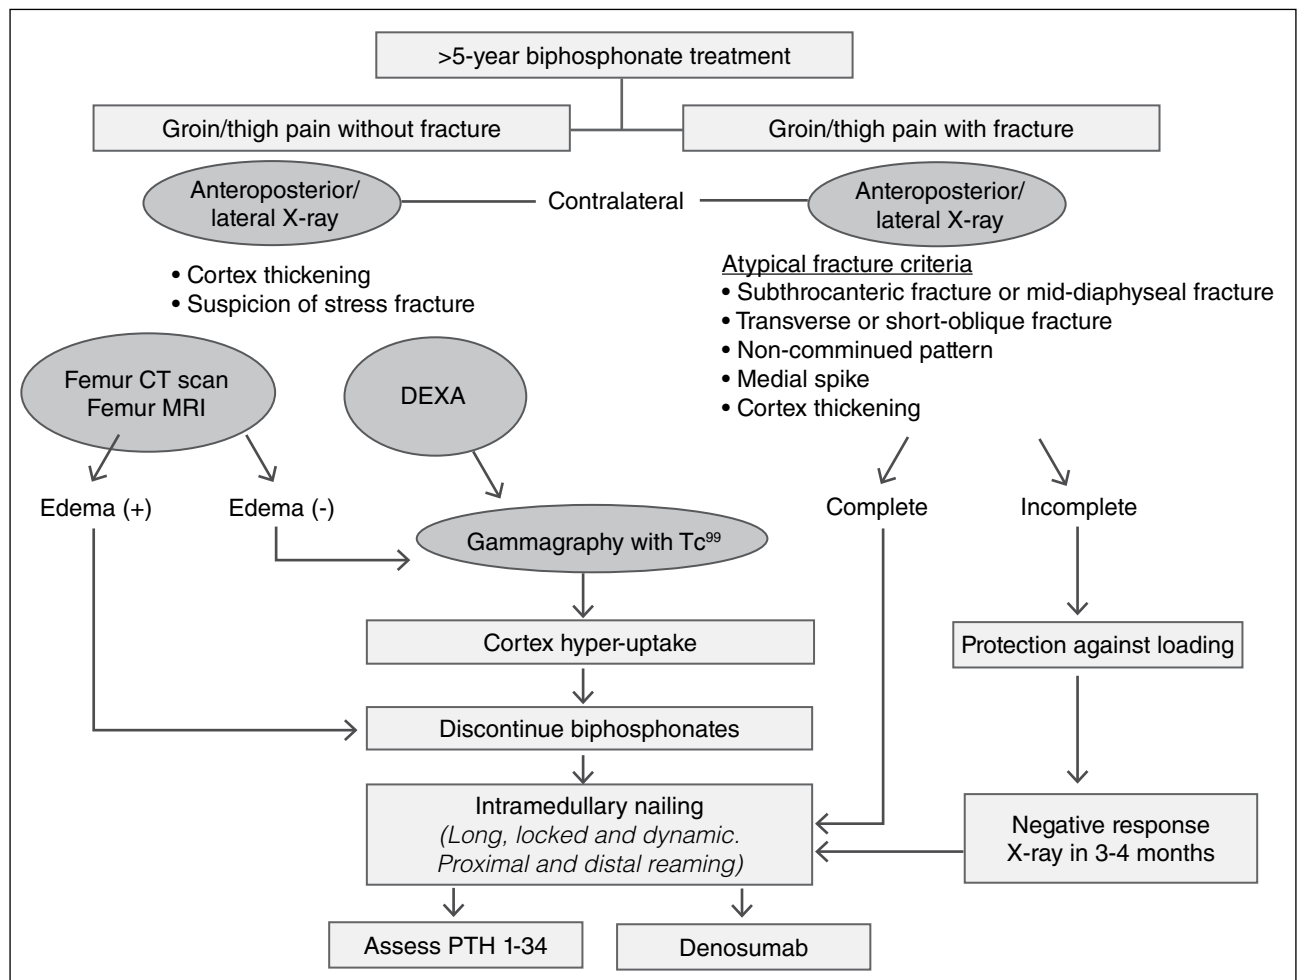 >5-year biphosphonate treatment
Groin/thigh pain without fracture
Groin/thigh pain with fracture
Anteroposterior/
lateral X-ray
Contralateral
Anteroposterior/
lateral X-ray
• Cortex thickening
• Suspicion of stress fracture
Atypical fracture criteria
• Subthrocanteric fracture or mid-diaphyseal fracture
• Transverse or short-oblique fracture
• Non-comminued pattern
• Medial spike
• Cortex thickening
Femur CT scan
Femur MRI
DEXA
Edema (+)
Edema (-)
Complete
Incomplete
Gammagraphy with Tc⁹⁹
Cortex hyper-uptake
Protection against loading
Discontinue biphosphonates
Intramedullary nailing
(Long, locked and dynamic.
Proximal and distal reaming)
Negative response
X-ray in 3-4 months
Assess PTH 1-34
Denosumab